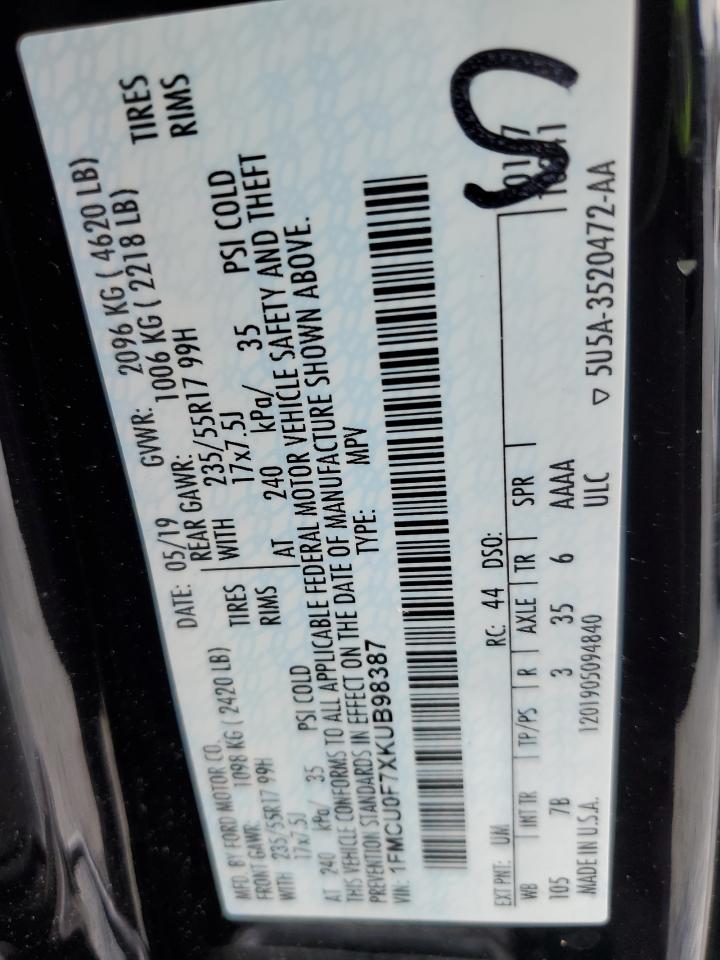 MFD. BY FORD MOTOR CO.
DATE: 05/19 GVWR: 2096 KG ( 4620 LB)
FRONT GAWR: 1098 KG ( 2420 LB)
REAR GAWR: 1006 KG ( 2218 LB)
WITH 235/55R17 99H TIRES
WITH 235/55R17 99H TIRES
17x7.5J RIMS
17x7.5J RIMS
AT 240 kPa/ 35 PSI COLD
AT 240 kPa/ 35 PSI COLD
THIS VEHICLE CONFORMS TO ALL APPLICABLE FEDERAL MOTOR VEHICLE SAFETY AND THEFT
PREVENTION STANDARDS IN EFFECT ON THE DATE OF MANUFACTURE SHOWN ABOVE.
VIN: 1FMCU0F7XKUB98387 TYPE: MPV
EXT PNT: UM RC: 44 DSO:
WB INT TR TP/PS R AXLE TR SPR
105 7B 3 35 6 AAAA
MADE IN U.S.A. 1201905094840 ULC
▽ 5U5A-3520472-AA